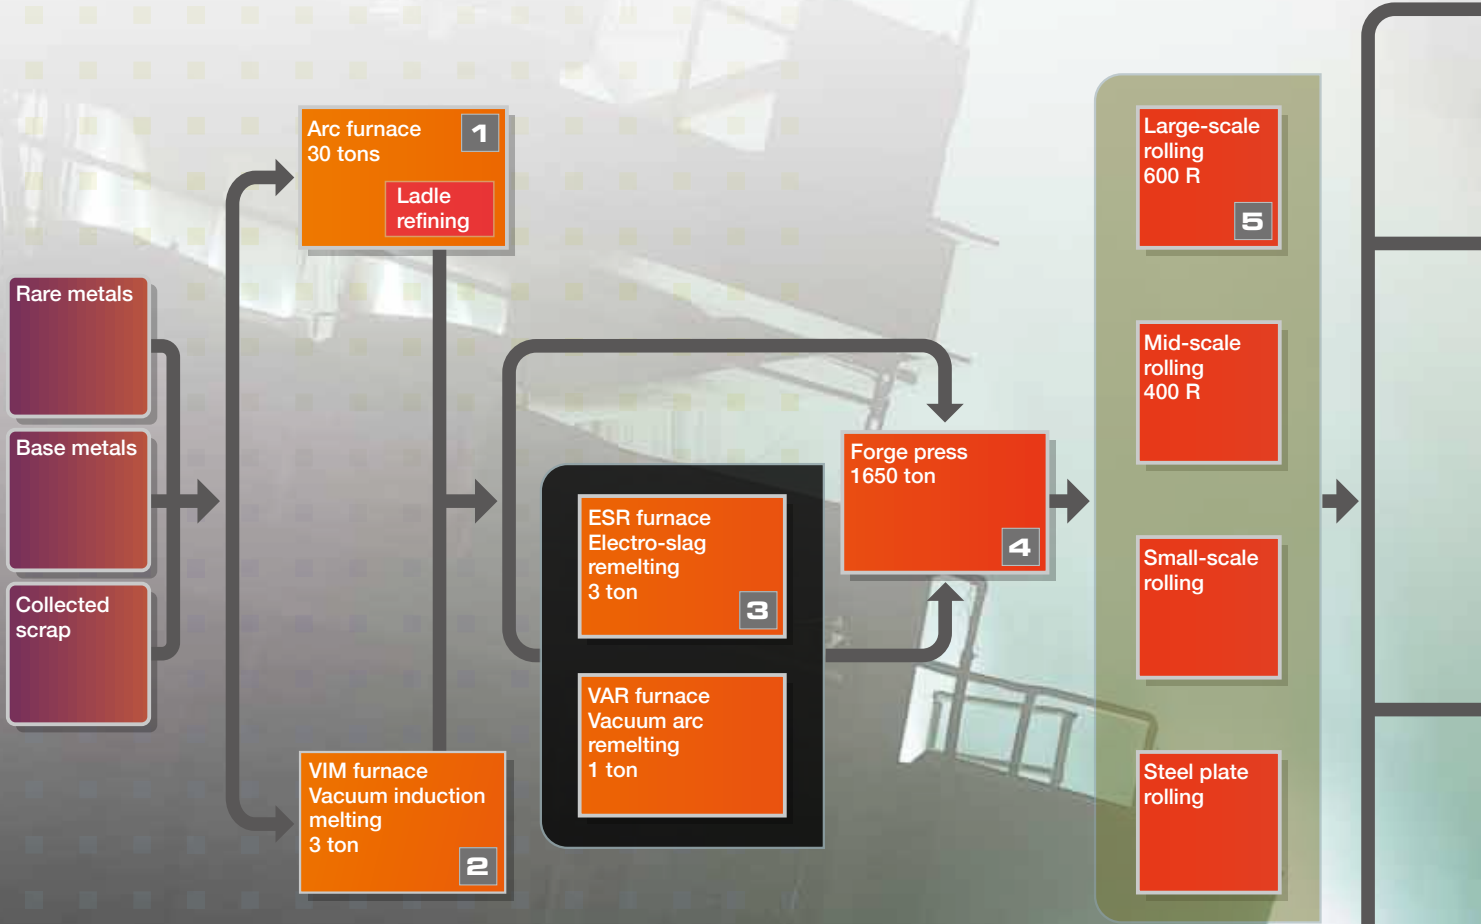 Rare metals
Base metals
Collected
scrap
Arc furnace
30 tons
1
Ladle
refining
VIM furnace
Vacuum induction
melting
3 ton
2
ESR furnace
Electro-slag
remelting
3 ton
3
VAR furnace
Vacuum arc
remelting
1 ton
Forge press
1650 ton
4
Large-scale
rolling
600 R
5
Mid-scale
rolling
400 R
Small-scale
rolling
Steel plate
rolling